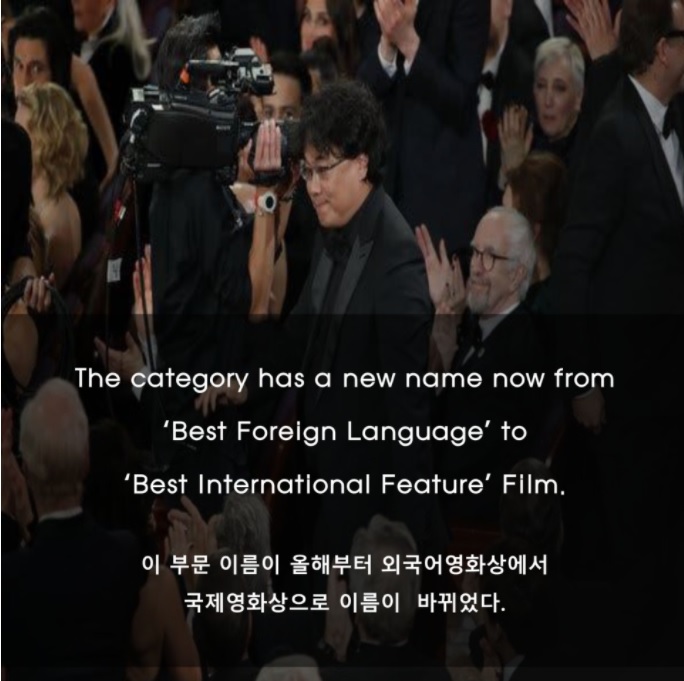 The category has a new name now from
‘Best Foreign Language’ to
‘Best International Feature’ Film.
이 부문 이름이 올해부터 외국어영화상에서
국제영화상으로 이름이 바뀌었다.